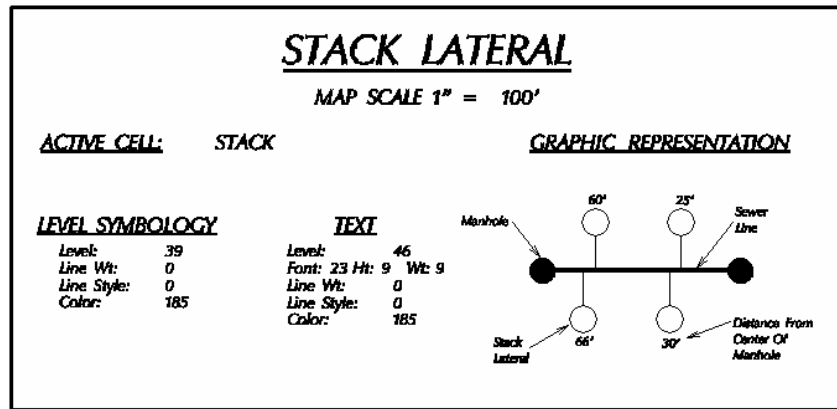 STACK LATERAL
MAP SCALE 1" = 100'
ACTIVE CELL: STACK
GRAPHIC REPRESENTATION
LEVEL SYMBOLOGY
Level: 39
Line Wt: 0
Line Style: 0
Color: 185
TEXT
Level: 46
Font: 23 Ht: 9 Wt: 9
Line Wt: 0
Line Style: 0
Color: 185
60'
25'
Manhole
Sewer
Line
Stack
Lateral
66'
30'
Distance From
Center Of
Manhole